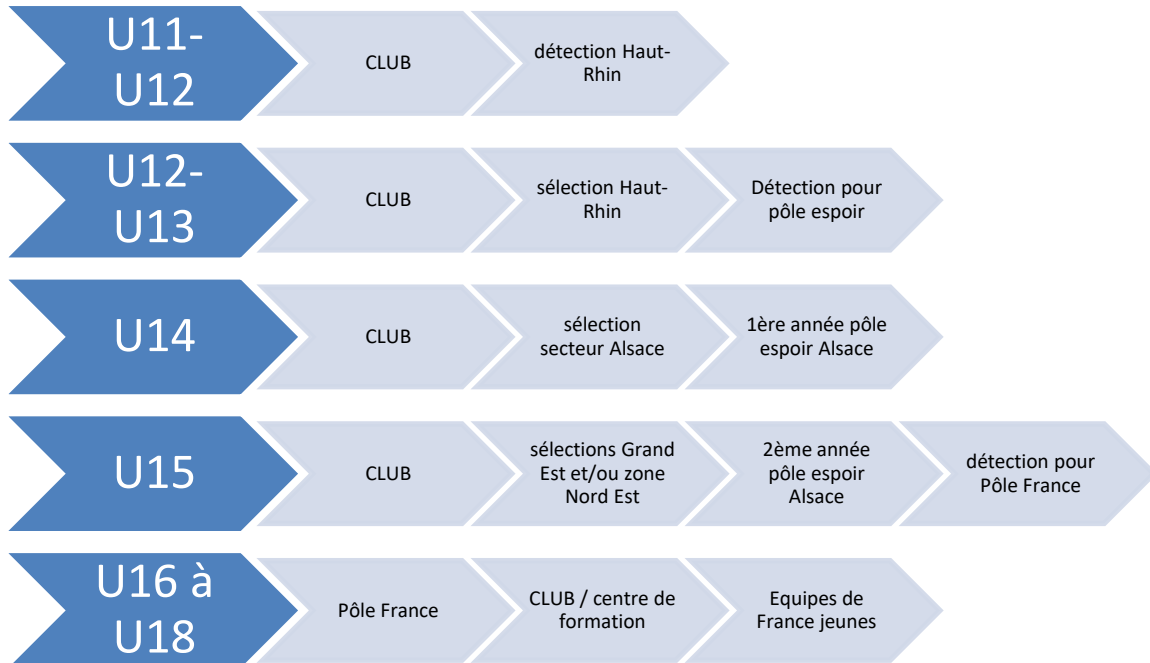 U11-
U12
CLUB
détection Haut-
Rhin
U12-
U13
CLUB
sélection Haut-
Rhin
Détection pour
pôle espoir
U14
CLUB
sélection
secteur Alsace
1ère année pôle
espoir Alsace
U15
CLUB
sélections Grand
Est et/ou zone
Nord Est
2ème année
pôle espoir
Alsace
détection pour
Pôle France
U16 à
U18
Pôle France
CLUB / centre de
formation
Equipes de
France jeunes